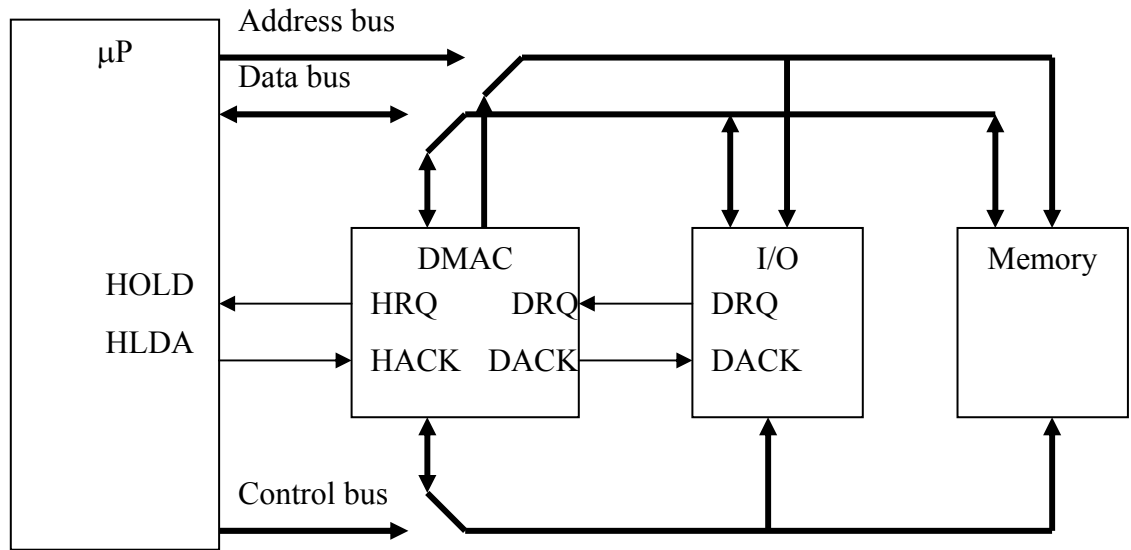 Address bus
μP
Data bus
DMAC
I/O
Memory
HOLD
HRQ
DRQ
DRQ
HLDA
HACK
DACK
DACK
Control bus